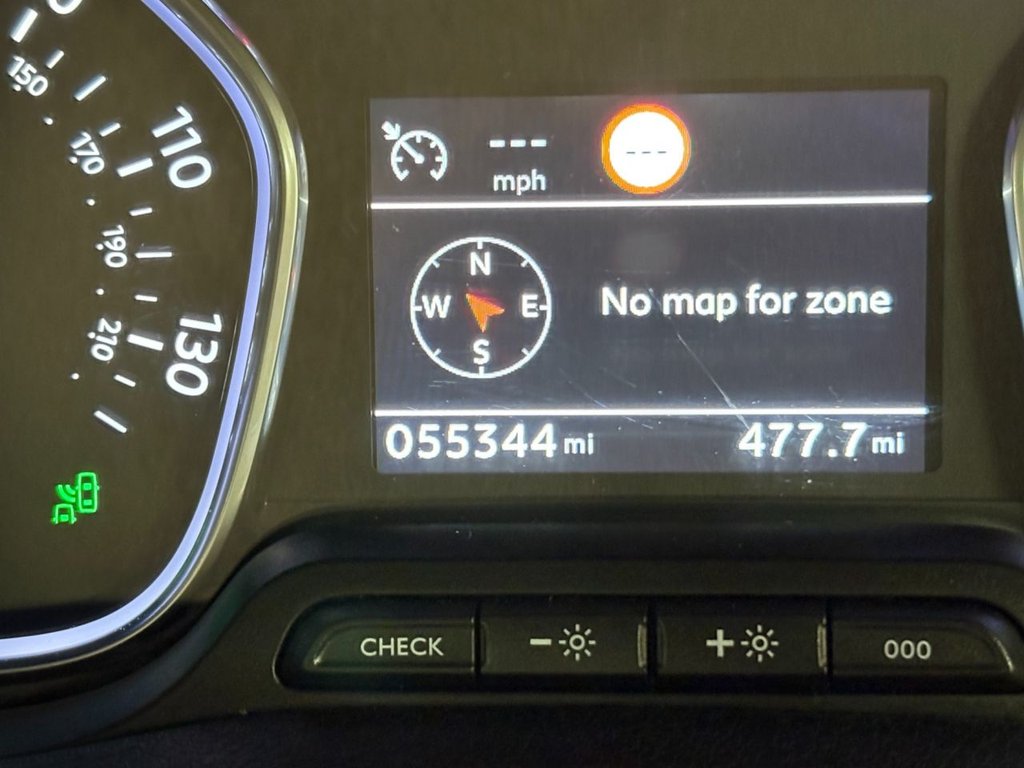 150
110
170
190
130
210
---
mph
---
N
W E
S
No map for zone
055344 mi 477.7 mi
CHECK - + 000